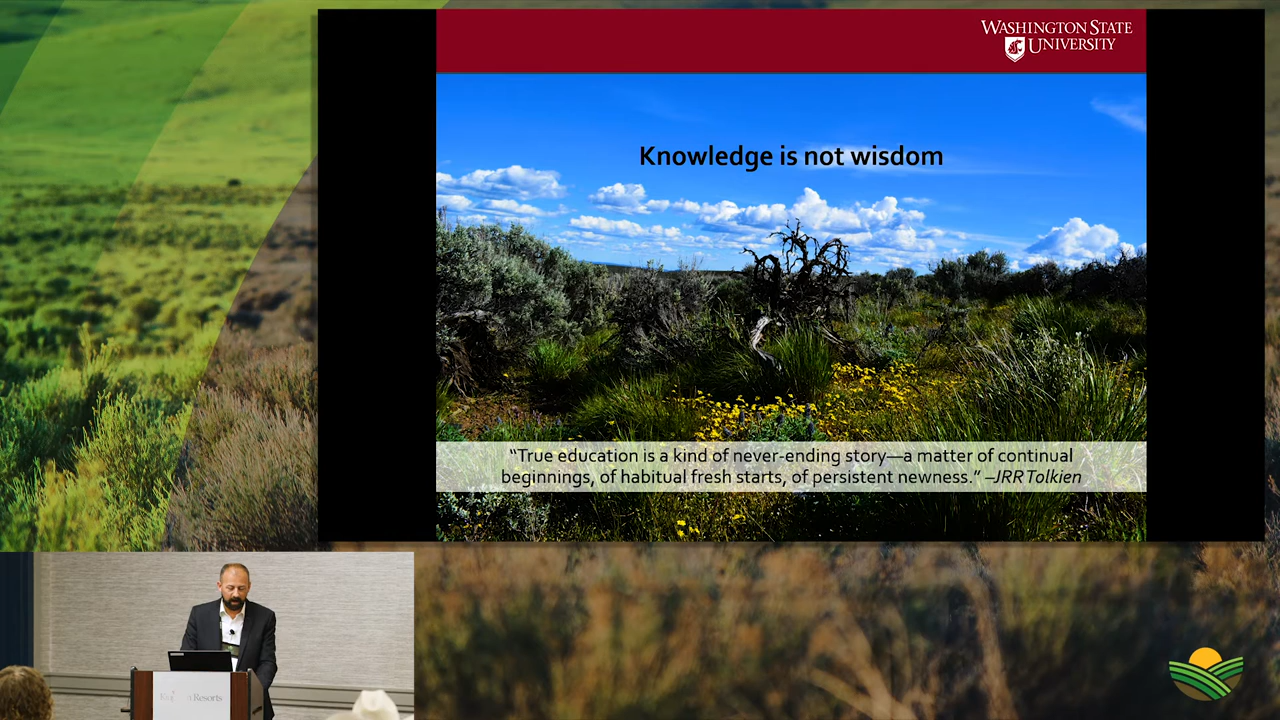 WASHINGTON STATE
UNIVERSITY
Knowledge is not wisdom
“True education is a kind of never-ending story—a matter of continual
beginnings, of habitual fresh starts, of persistent newness.” –JRR Tolkien
Resorts